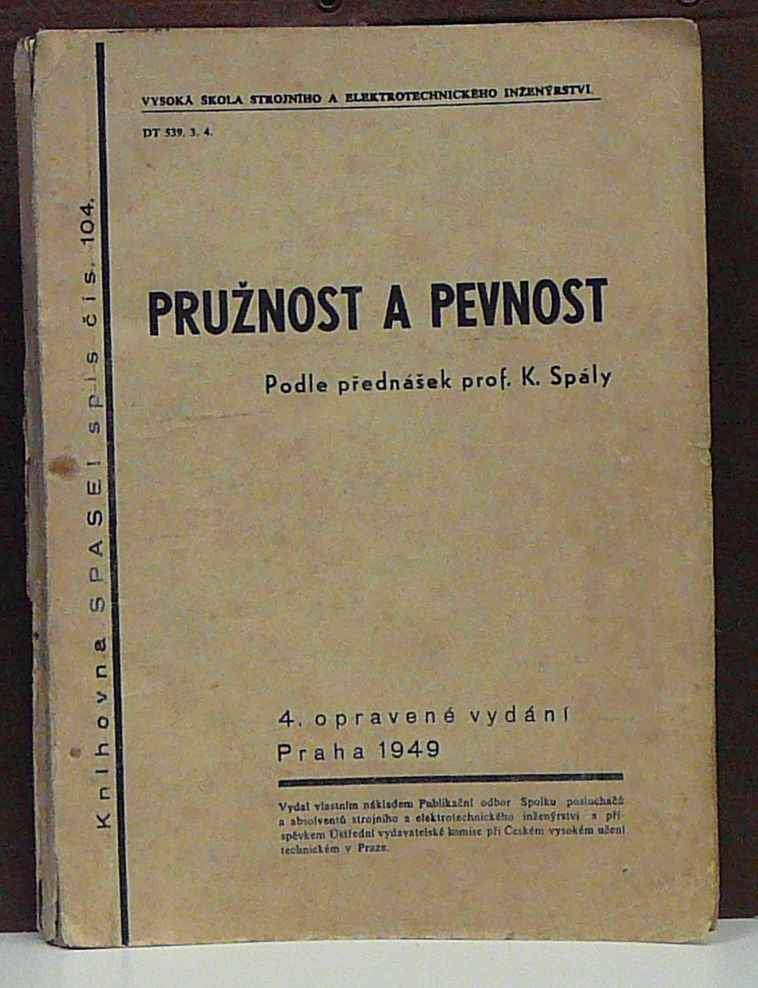 VYSOKÁ ŠKOLA STROJNÍHO A ELEKTROTECHNICKÉHO INŽENÝRSTVÍ.
DT 539. 3. 4.
Knihovna SPASEI spis čís. 104.
PRUŽNOST A PEVNOST
Podle přednášek prof. K. Spály
4. opravené vydání
Praha 1949
Vydal vlastním nákladem Publikační odbor Spolku posluchačů
a absolventů strojního a elektrotechnického inženýrství s pří-
spěvkem Ústřední vydavatelské komise při Českém vysokém učení
technickém v Praze.